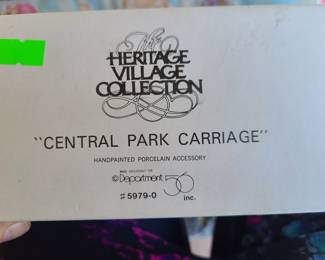 The
HERITAGE
VILLAGE
COLLECTION
"CENTRAL PARK CARRIAGE"
HANDPAINTED PORCELAIN ACCESSORY
©Department 56
#5979-0 inc.